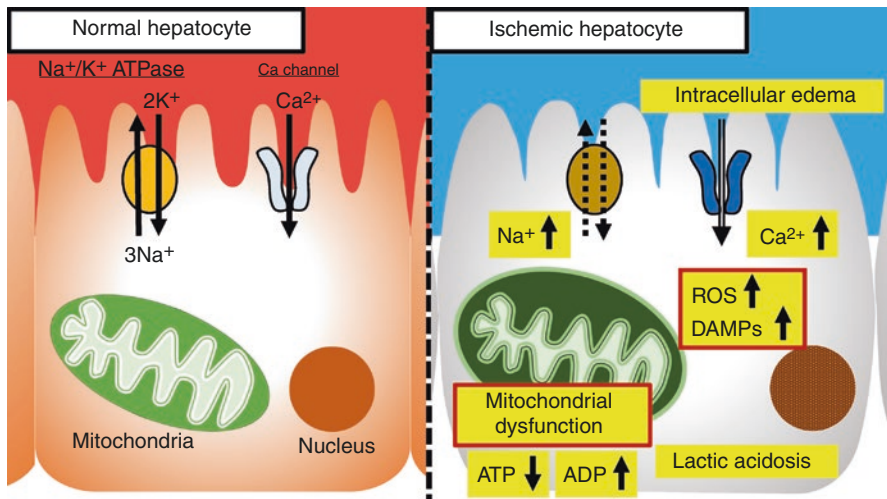 Normal hepatocyte
Na⁺/K⁺ ATPase
Ca channel
2K⁺
Ca²⁺
3Na⁺
Mitochondria
Nucleus
Ischemic hepatocyte
Intracellular edema
Na⁺
Ca²⁺
ROS
DAMPs
Mitochondrial
dysfunction
Lactic acidosis
ATP
ADP